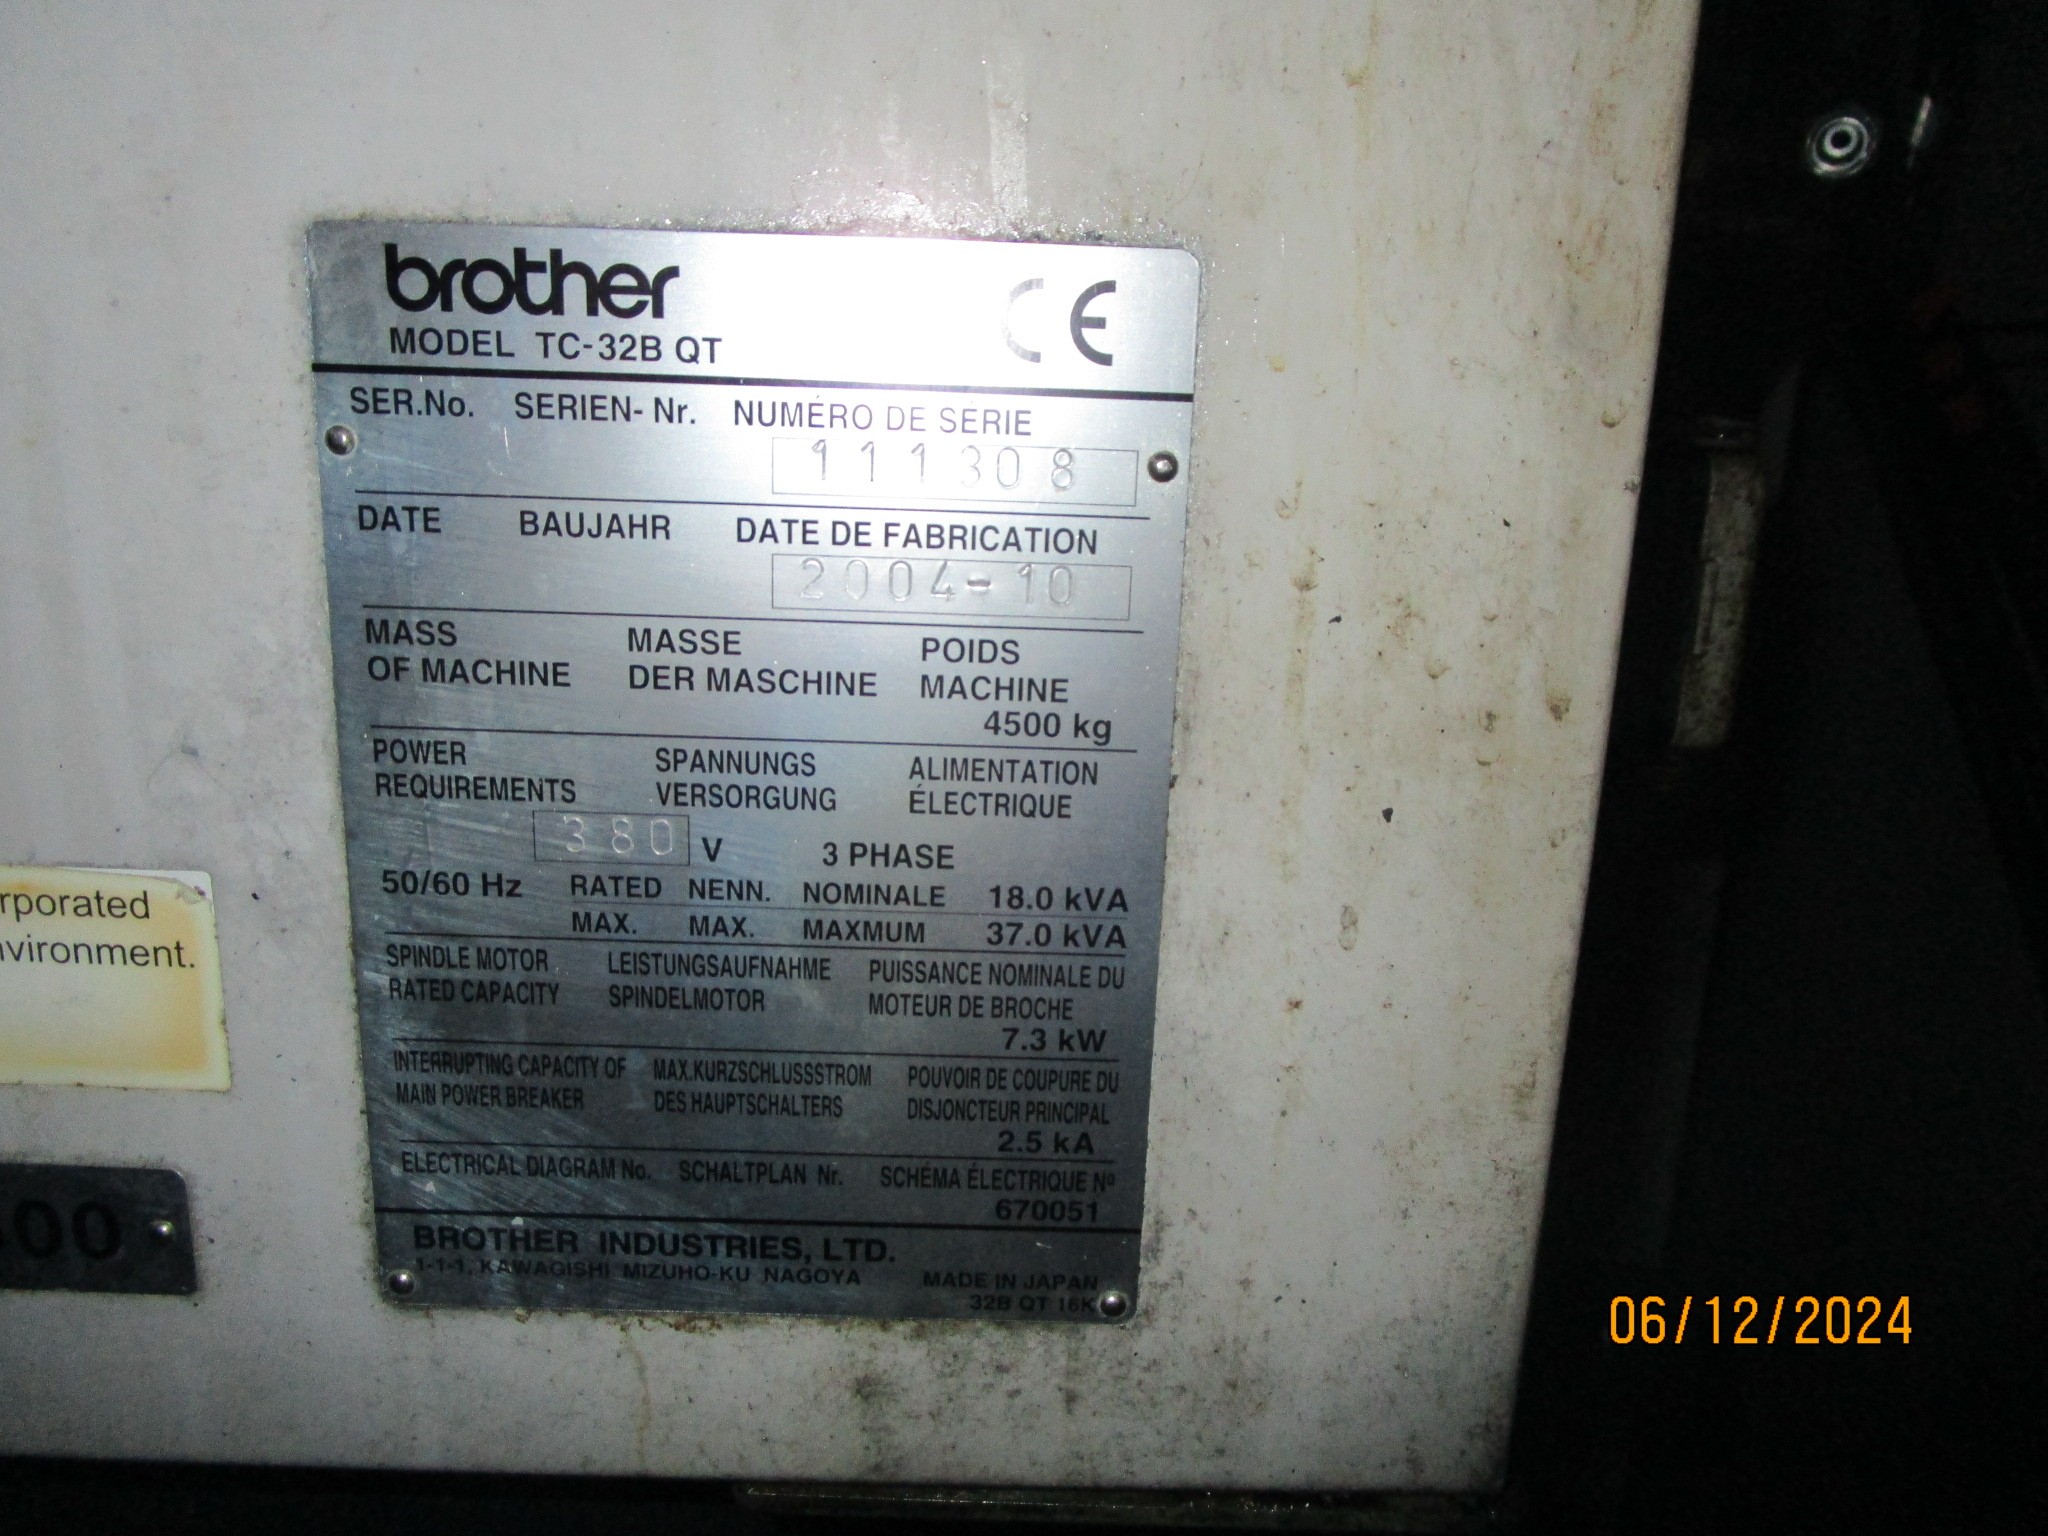 brother
CE
MODEL TC-32B QT
SER.No. SERIEN- Nr. NUMÉRO DE SÉRIE
111308
DATE BAUJAHR DATE DE FABRICATION
2004-10
MASS MASSE POIDS
OF MACHINE DER MASCHINE MACHINE
4500 kg
POWER SPANNUNGS ALIMENTATION
REQUIREMENTS VERSORGUNG ÉLECTRIQUE
380 V 3 PHASE
50/60 Hz RATED NENN. NOMINALE 18.0 kVA
MAX. MAX. MAXMUM 37.0 kVA
SPINDLE MOTOR LEISTUNGSAUFNAHME PUISSANCE NOMINALE DU
RATED CAPACITY SPINDELMOTOR MOTEUR DE BROCHE
7.3 kW
INTERRUPTING CAPACITY OF MAX.KURZSCHLUSSSTROM POUVOIR DE COUPURE DU
MAIN POWER BREAKER DES HAUPTSCHALTERS DISJONCTEUR PRINCIPAL
2.5 kA
ELECTRICAL DIAGRAM No. SCHALTPLAN Nr. SCHÉMA ÉLECTRIQUE Nº
670051
BROTHER INDUSTRIES, LTD.
1-1-1, KAWAGISHI MIZUHO-KU NAGOYA MADE IN JAPAN
32B QT 16K
rporated
nvironment.
00
06/12/2024